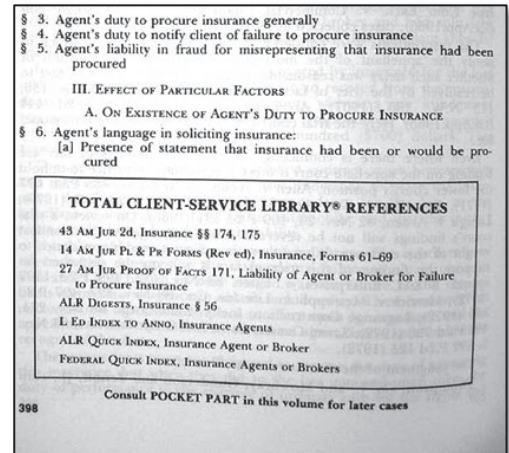 § 3. Agent's duty to procure insurance generally
§ 4. Agent's duty to notify client of failure to procure insurance
§ 5. Agent's liability in fraud for misrepresenting that insurance had been
procured
III. EFFECT OF PARTICULAR FACTORS
A. ON EXISTENCE OF AGENT'S DUTY TO PROCURE INSURANCE
§ 6. Agent's language in soliciting insurance:
[a] Presence of statement that insurance had been or would be pro-
cured
TOTAL CLIENT-SERVICE LIBRARY® REFERENCES
43 AM JUR 2d, Insurance §§ 174, 175
14 AM JUR PL & PR FORMS (Rev ed), Insurance, Forms 61–69
27 AM JUR PROOF OF FACTS 171, Liability of Agent or Broker for Failure
to Procure Insurance
ALR DIGESTS, Insurance § 56
L ED INDEX TO ANNO, Insurance Agents
ALR QUICK INDEX, Insurance Agent or Broker
FEDERAL QUICK INDEX, Insurance Agents or Brokers
Consult POCKET PART in this volume for later cases
398